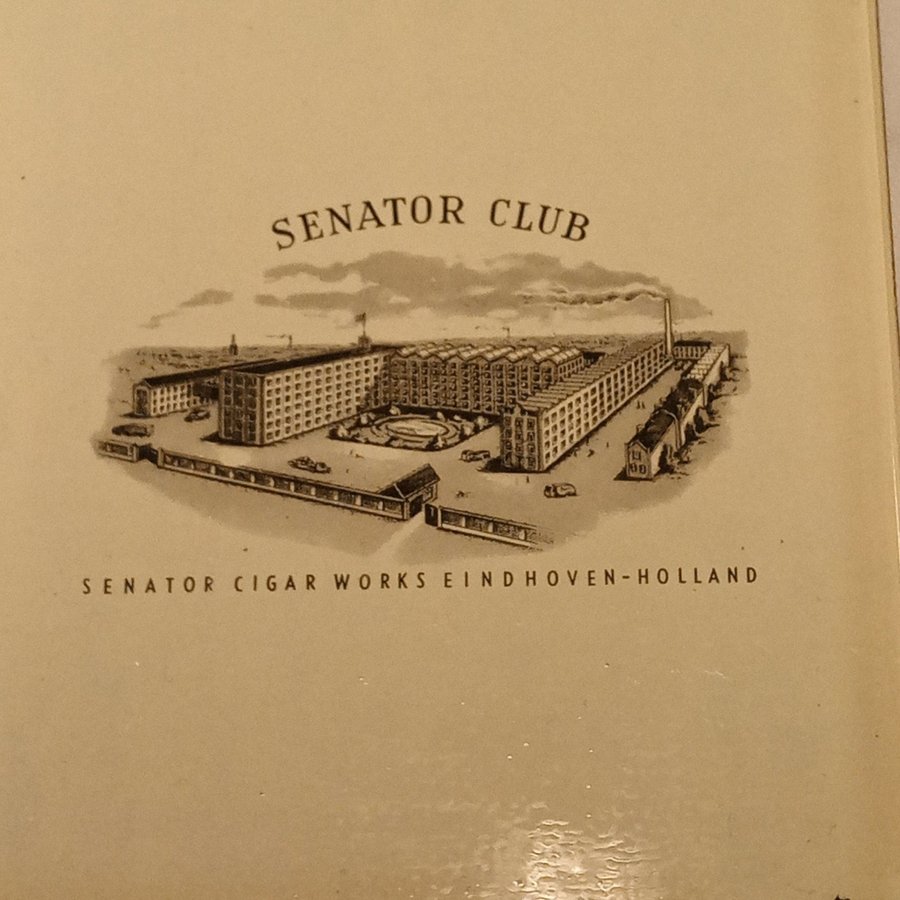 SENATOR CLUB
SENATOR CIGAR WORKS EINDHOVEN-HOLLAND